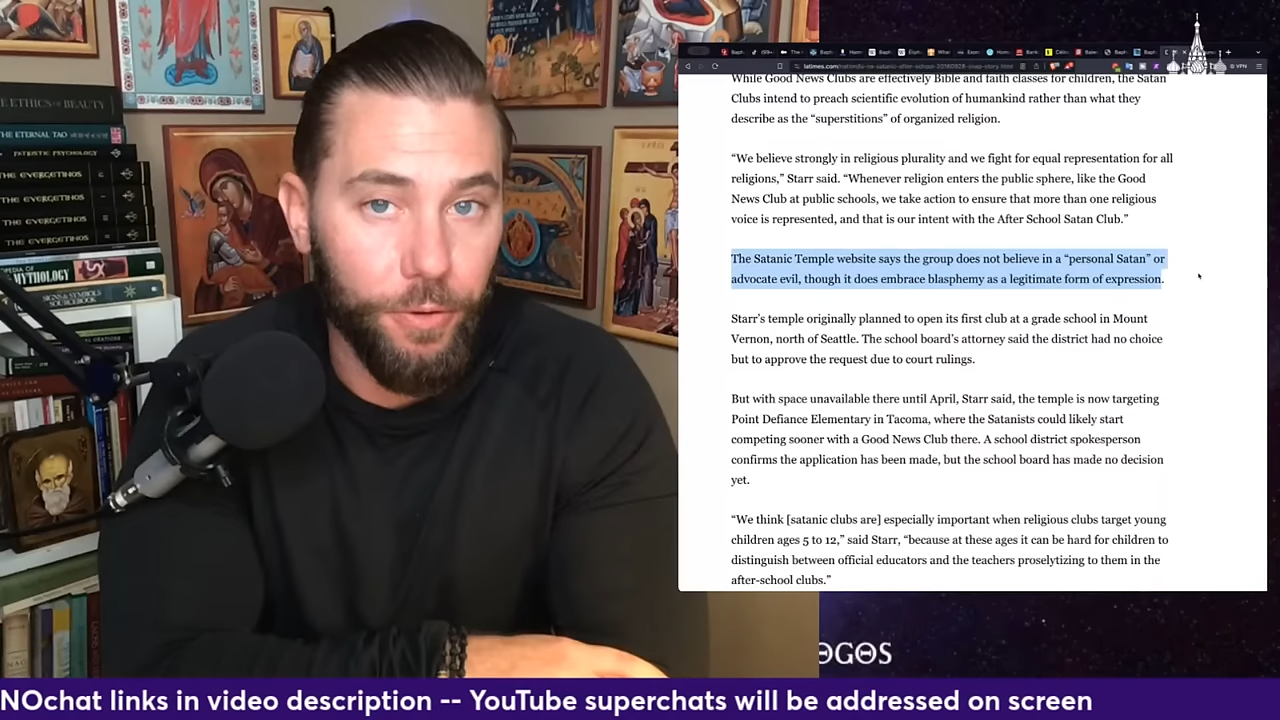 THE ETHICS OF BEAUTY
THE ETERNAL TAO
PATRISTIC PSYCHOLOGY
THE EVERGETINOS
THE EVERGETINOS
THE EVERGETINOS
THE EVERGETINOS
MYTHOLOGY
SIGNS & SYMBOLS
SOURCEBOOK
VPN
While Good News Clubs are effectively Bible and faith classes for children, the Satan
Clubs intend to preach scientific evolution of humankind rather than what they
describe as the “superstitions” of organized religion.
“We believe strongly in religious plurality and we fight for equal representation for all
religions,” Starr said. “Whenever religion enters the public sphere, like the Good
News Club at public schools, we take action to ensure that more than one religious
voice is represented, and that is our intent with the After School Satan Club.”
The Satanic Temple website says the group does not believe in a “personal Satan” or
advocate evil, though it does embrace blasphemy as a legitimate form of expression.
Starr’s temple originally planned to open its first club at a grade school in Mount
Vernon, north of Seattle. The school board’s attorney said the district had no choice
but to approve the request due to court rulings.
But with space unavailable there until April, Starr said, the temple is now targeting
Point Defiance Elementary in Tacoma, where the Satanists could likely start
competing sooner with a Good News Club there. A school district spokesperson
confirms the application has been made, but the school board has made no decision
yet.
“We think [satanic clubs are] especially important when religious clubs target young
children ages 5 to 12,” said Starr, “because at these ages it can be hard for children to
distinguish between official educators and the teachers proselytizing to them in the
after-school clubs.”
OGOS
NOchat links in video description -- YouTube superchats will be addressed on screen